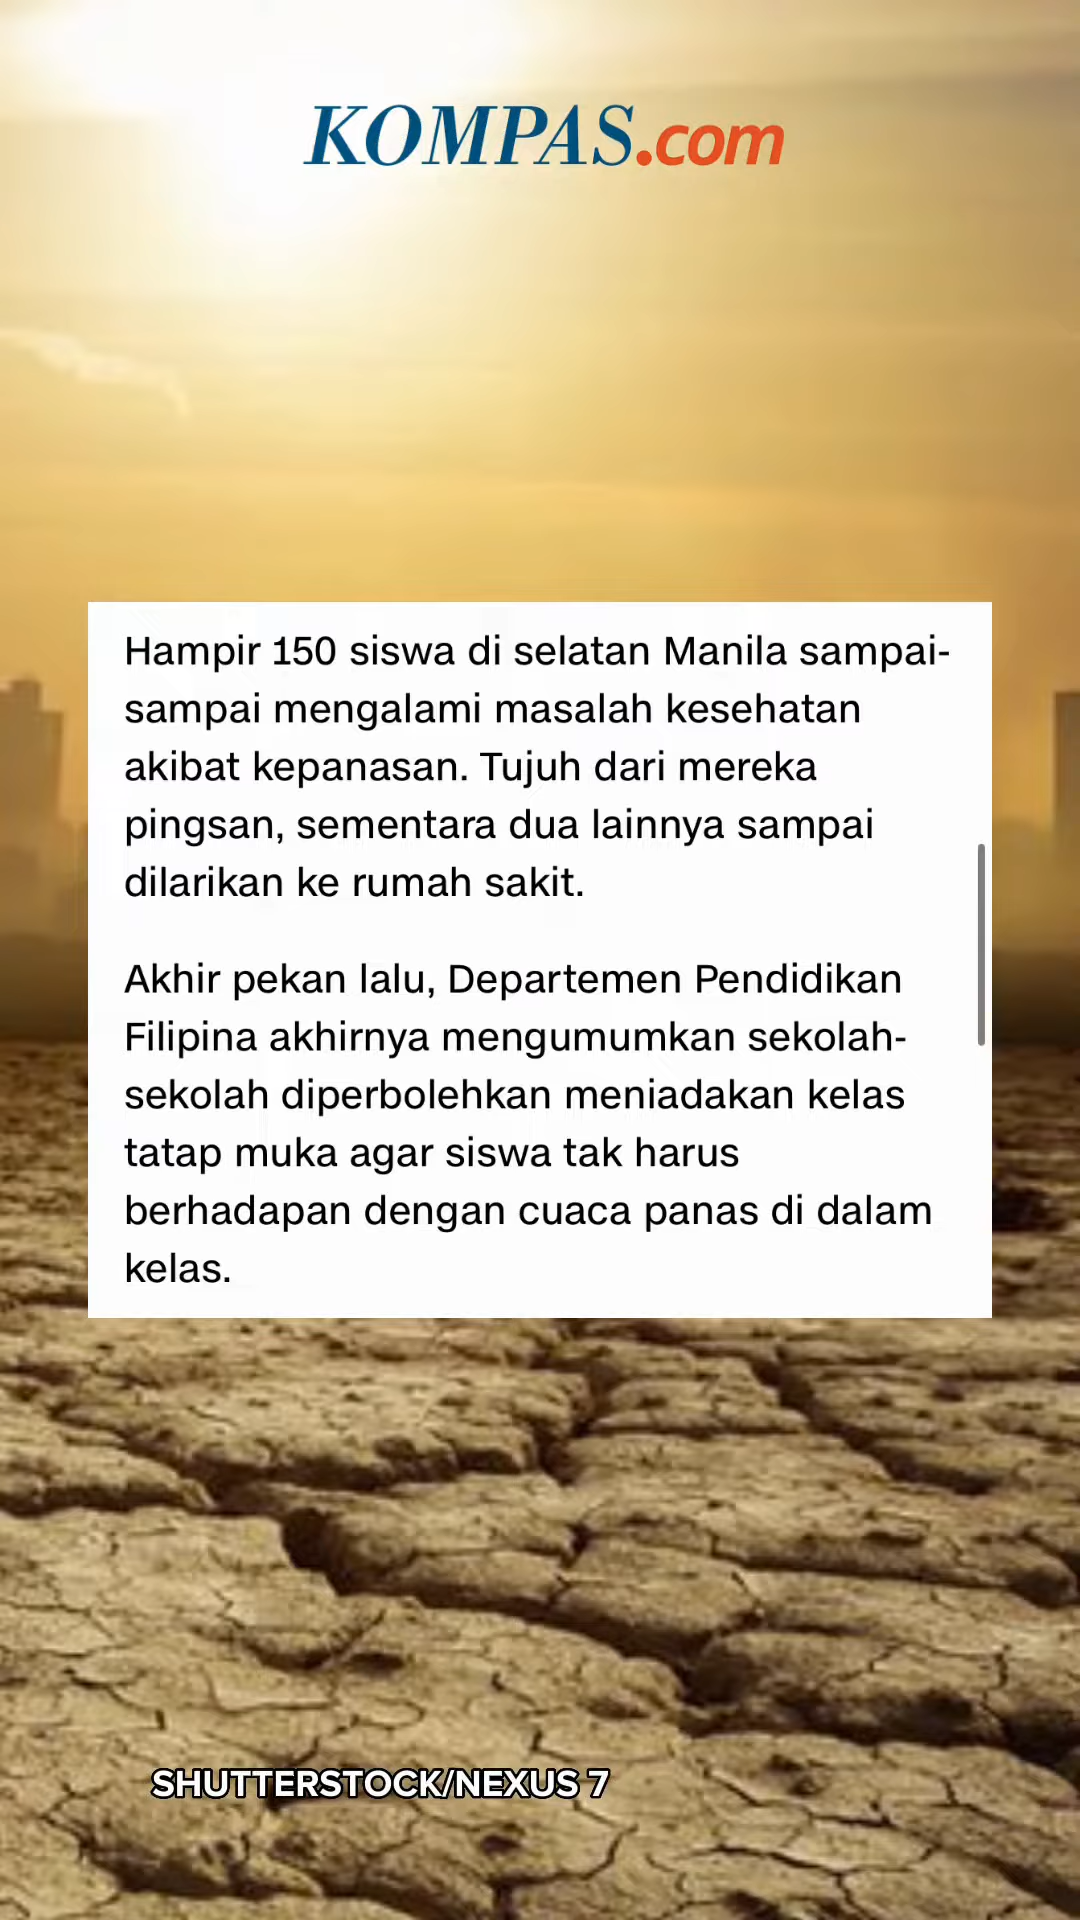 KOMPAS.com
Hampir 150 siswa di selatan Manila sampai-
sampai mengalami masalah kesehatan
akibat kepanasan. Tujuh dari mereka
pingsan, sementara dua lainnya sampai
dilarikan ke rumah sakit.
Akhir pekan lalu, Departemen Pendidikan
Filipina akhirnya mengumumkan sekolah-
sekolah diperbolehkan meniadakan kelas
tatap muka agar siswa tak harus
berhadapan dengan cuaca panas di dalam
kelas.
SHUTTERSTOCK/NEXUS 7